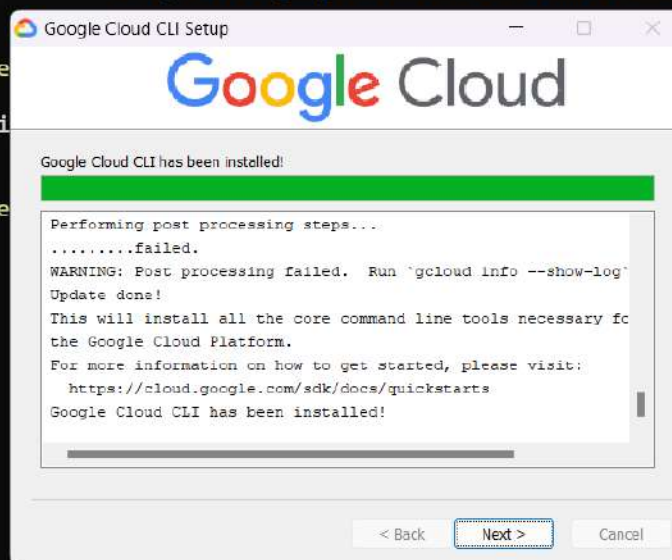 Google Cloud CLI Setup
Google Cloud
Google Cloud CLI has been installed!
Performing post processing steps...
.........failed.
WARNING: Post processing failed.  Run `gcloud info --show-log`
Update done!
This will install all the core command line tools necessary fo
the Google Cloud Platform.
For more information on how to get started, please visit:
  https://cloud.google.com/sdk/docs/quickstarts
Google Cloud CLI has been installed!
< Back
Next >
Cancel